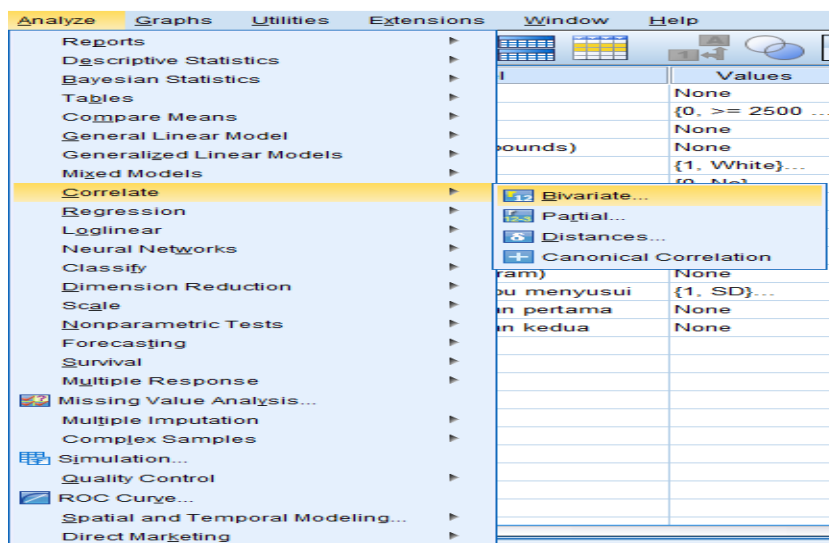 Analyze Graphs Utilities Extensions Window Help
Reports
Descriptive Statistics
Bayesian Statistics
Tables
Compare Means
General Linear Model
Generalized Linear Models
Mixed Models
Correlate
Regression
Loglinear
Neural Networks
Classify
Dimension Reduction
Scale
Nonparametric Tests
Forecasting
Survival
Multiple Response
Missing Value Analysis...
Multiple Imputation
Complex Samples
Simulation...
Quality Control
ROC Curve...
Spatial and Temporal Modeling...
Direct Marketing
Bivariate...
Partial...
Distances...
Canonical Correlation
Values
None
{0, >= 2500 ...
None
ounds) None
{1, White}...
ram) None
ou menyusui {1, SD}...
an pertama None
an kedua None